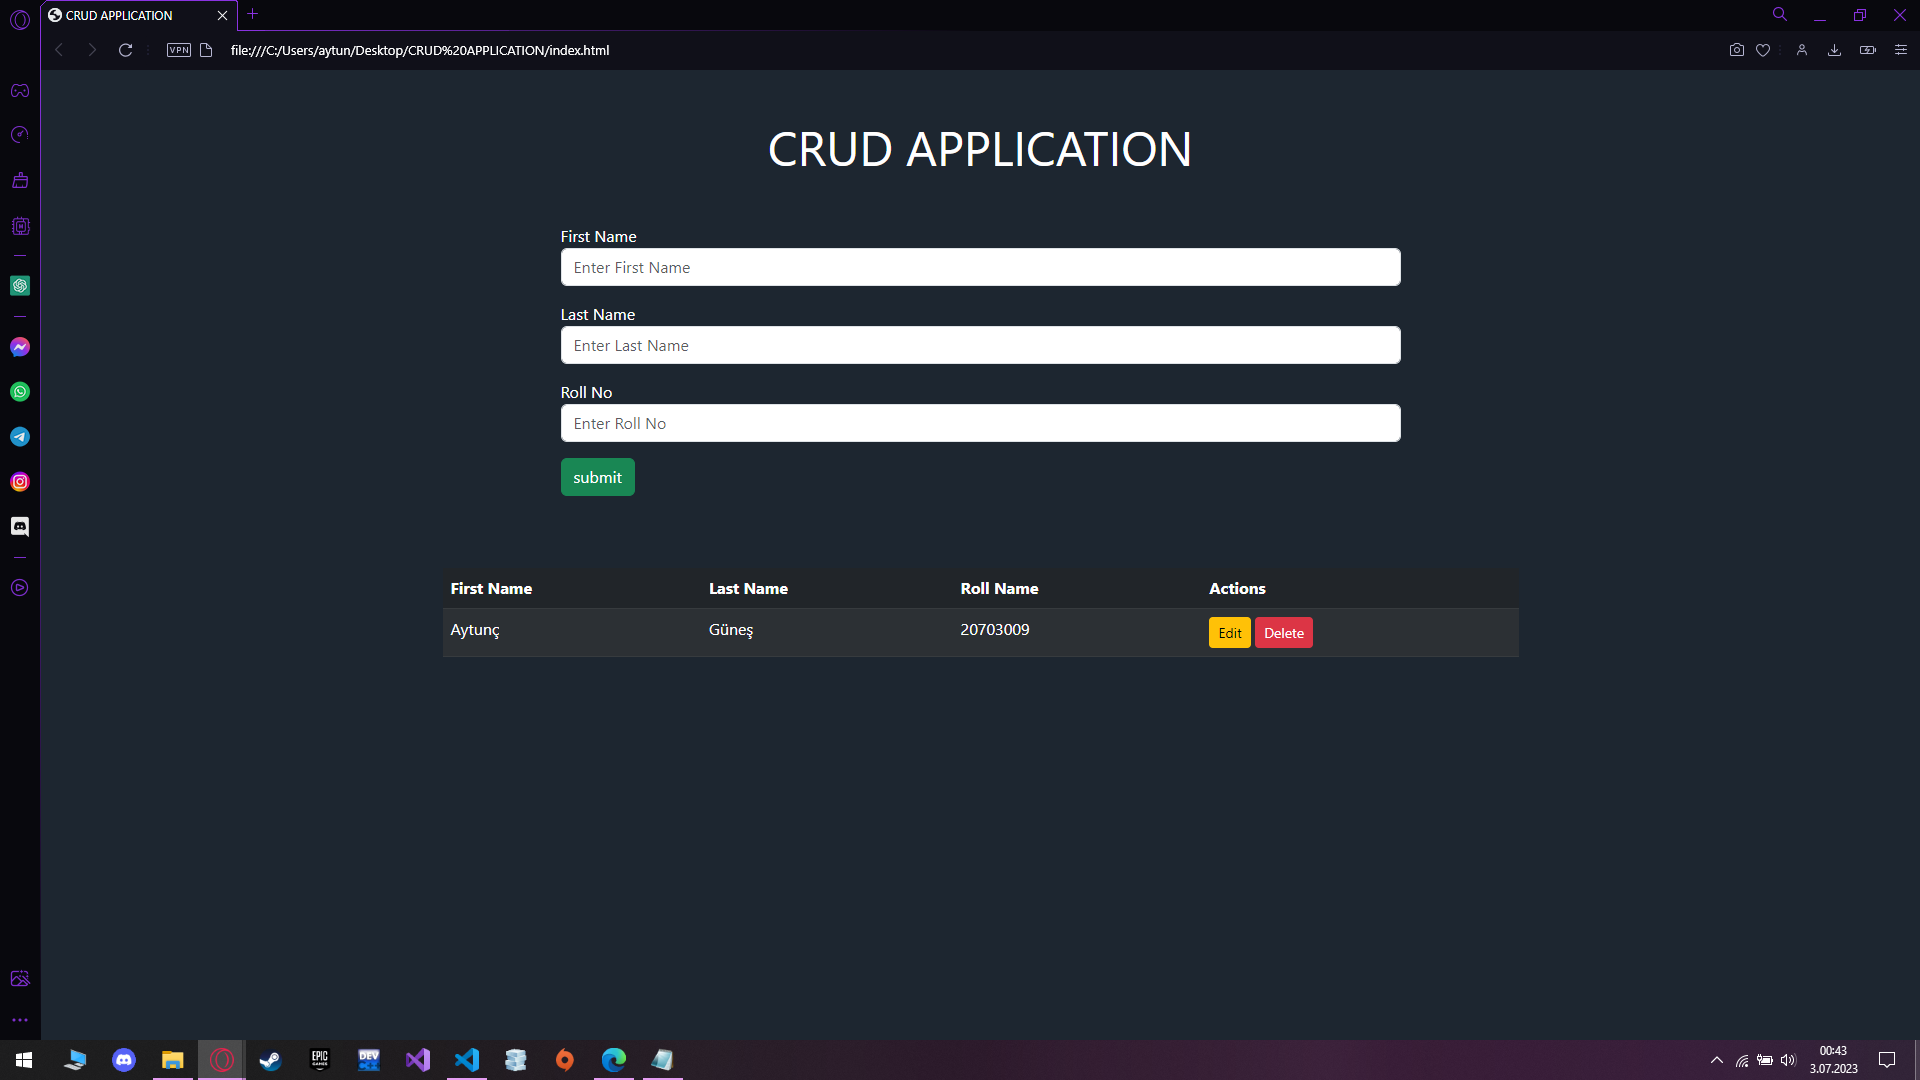 CRUD APPLICATION
VPN
file:///C:/Users/aytun/Desktop/CRUD%20APPLICATION/index.html
CRUD APPLICATION
First Name
Enter First Name
Last Name
Enter Last Name
Roll No
Enter Roll No
submit
First Name Last Name Roll Name Actions
Aytunç Güneş 20703009 Edit Delete
EPIC GAMES
DEV
00:43
3.07.2023